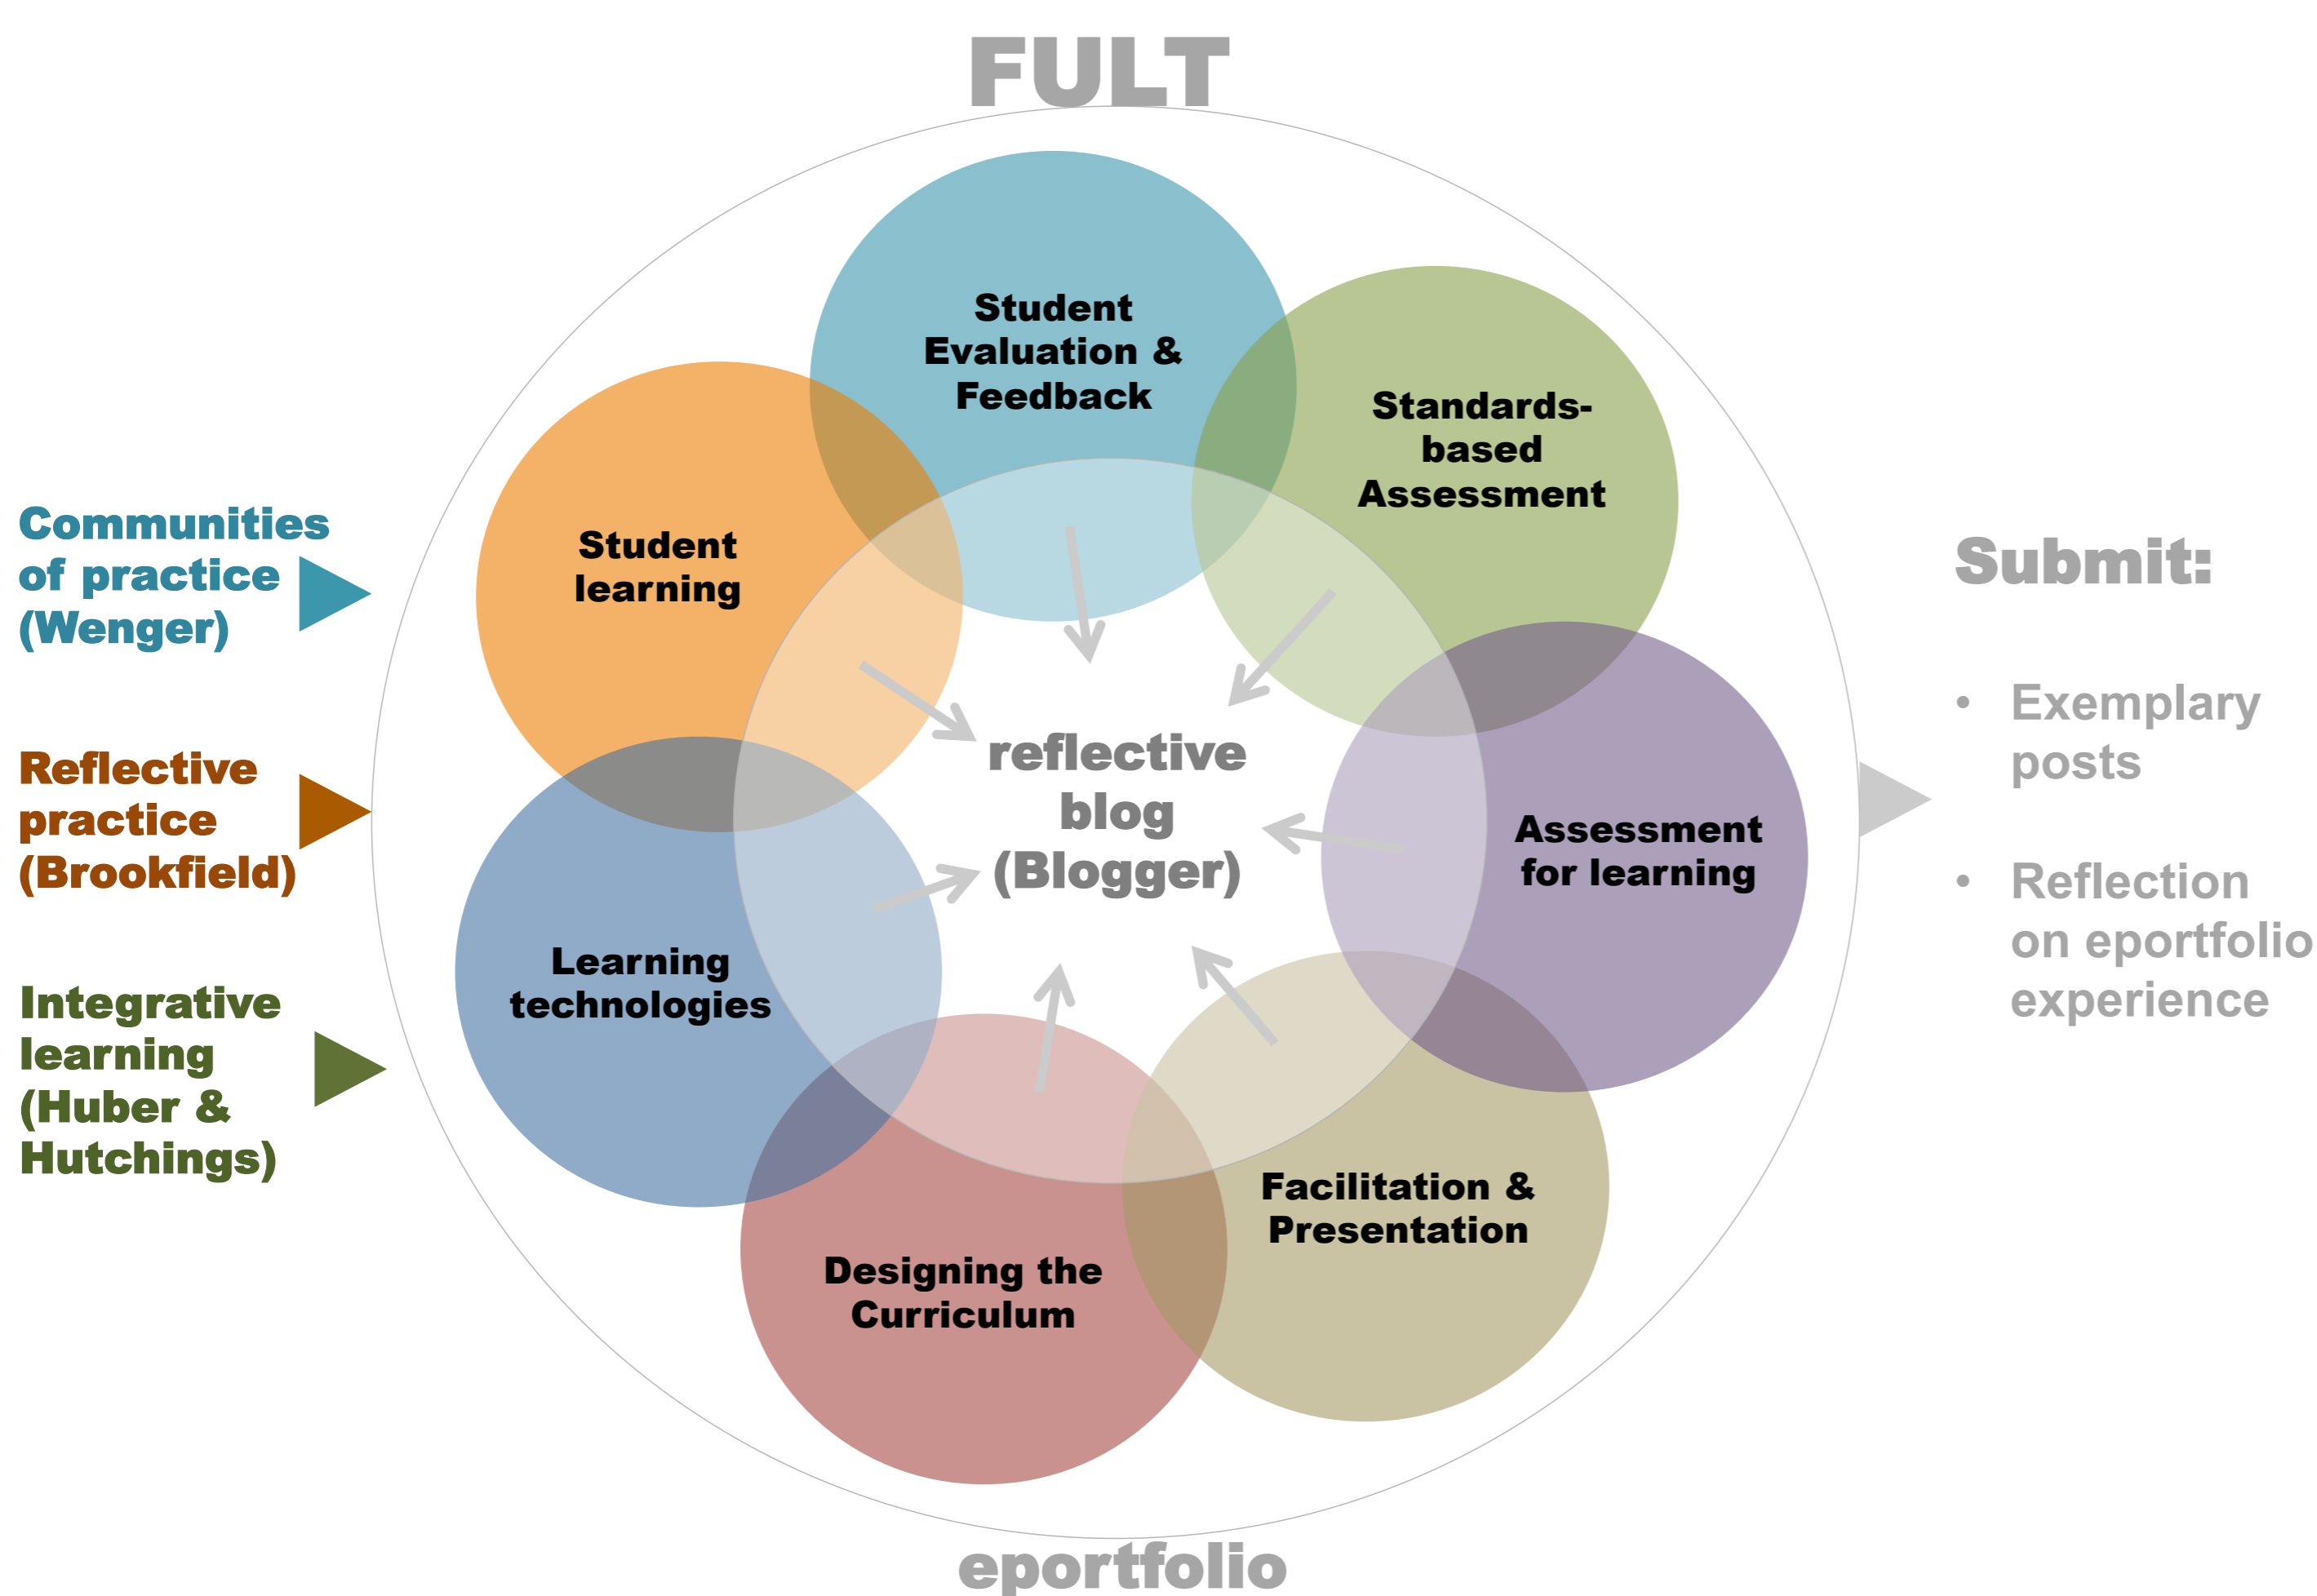 FULT
Student
Evaluation &
Feedback
Standards-
based
Assessment
Student
learning
Communities
of practice
(Wenger)
Reflective
practice
(Brookfield)
Integrative
learning
(Huber &
Hutchings)
reflective
blog
(Blogger)
Assessment
for learning
Learning
technologies
Facilitation &
Presentation
Designing the
Curriculum
Submit:
• Exemplary
posts
• Reflection
on eportfolio
experience
eportfolio